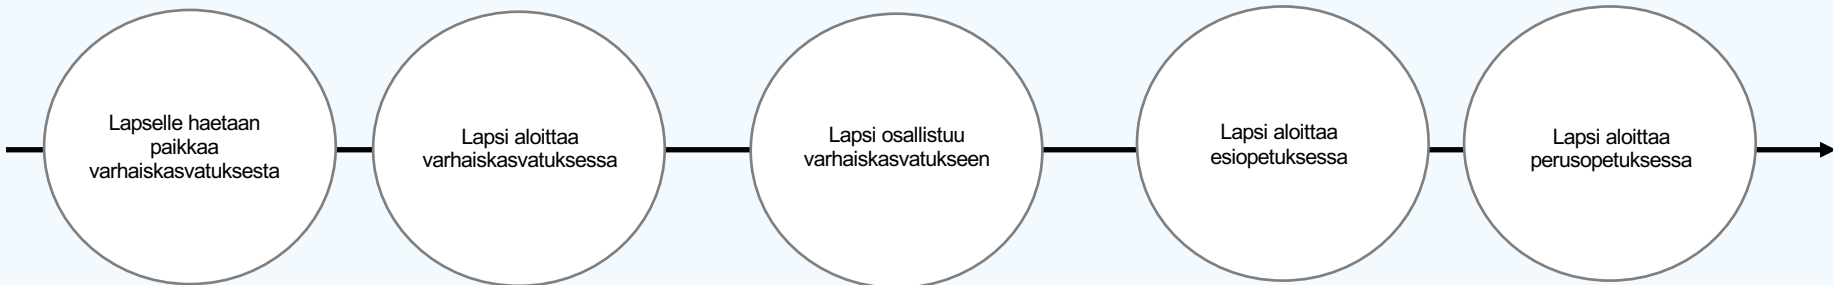 Lapselle haetaan
paikkaa
varhaiskasvatuksesta
Lapsi aloittaa
varhaiskasvatuksessa
Lapsi osallistuu
varhaiskasvatukseen
Lapsi aloittaa
esiopetuksessa
Lapsi aloittaa
perusopetuksessa